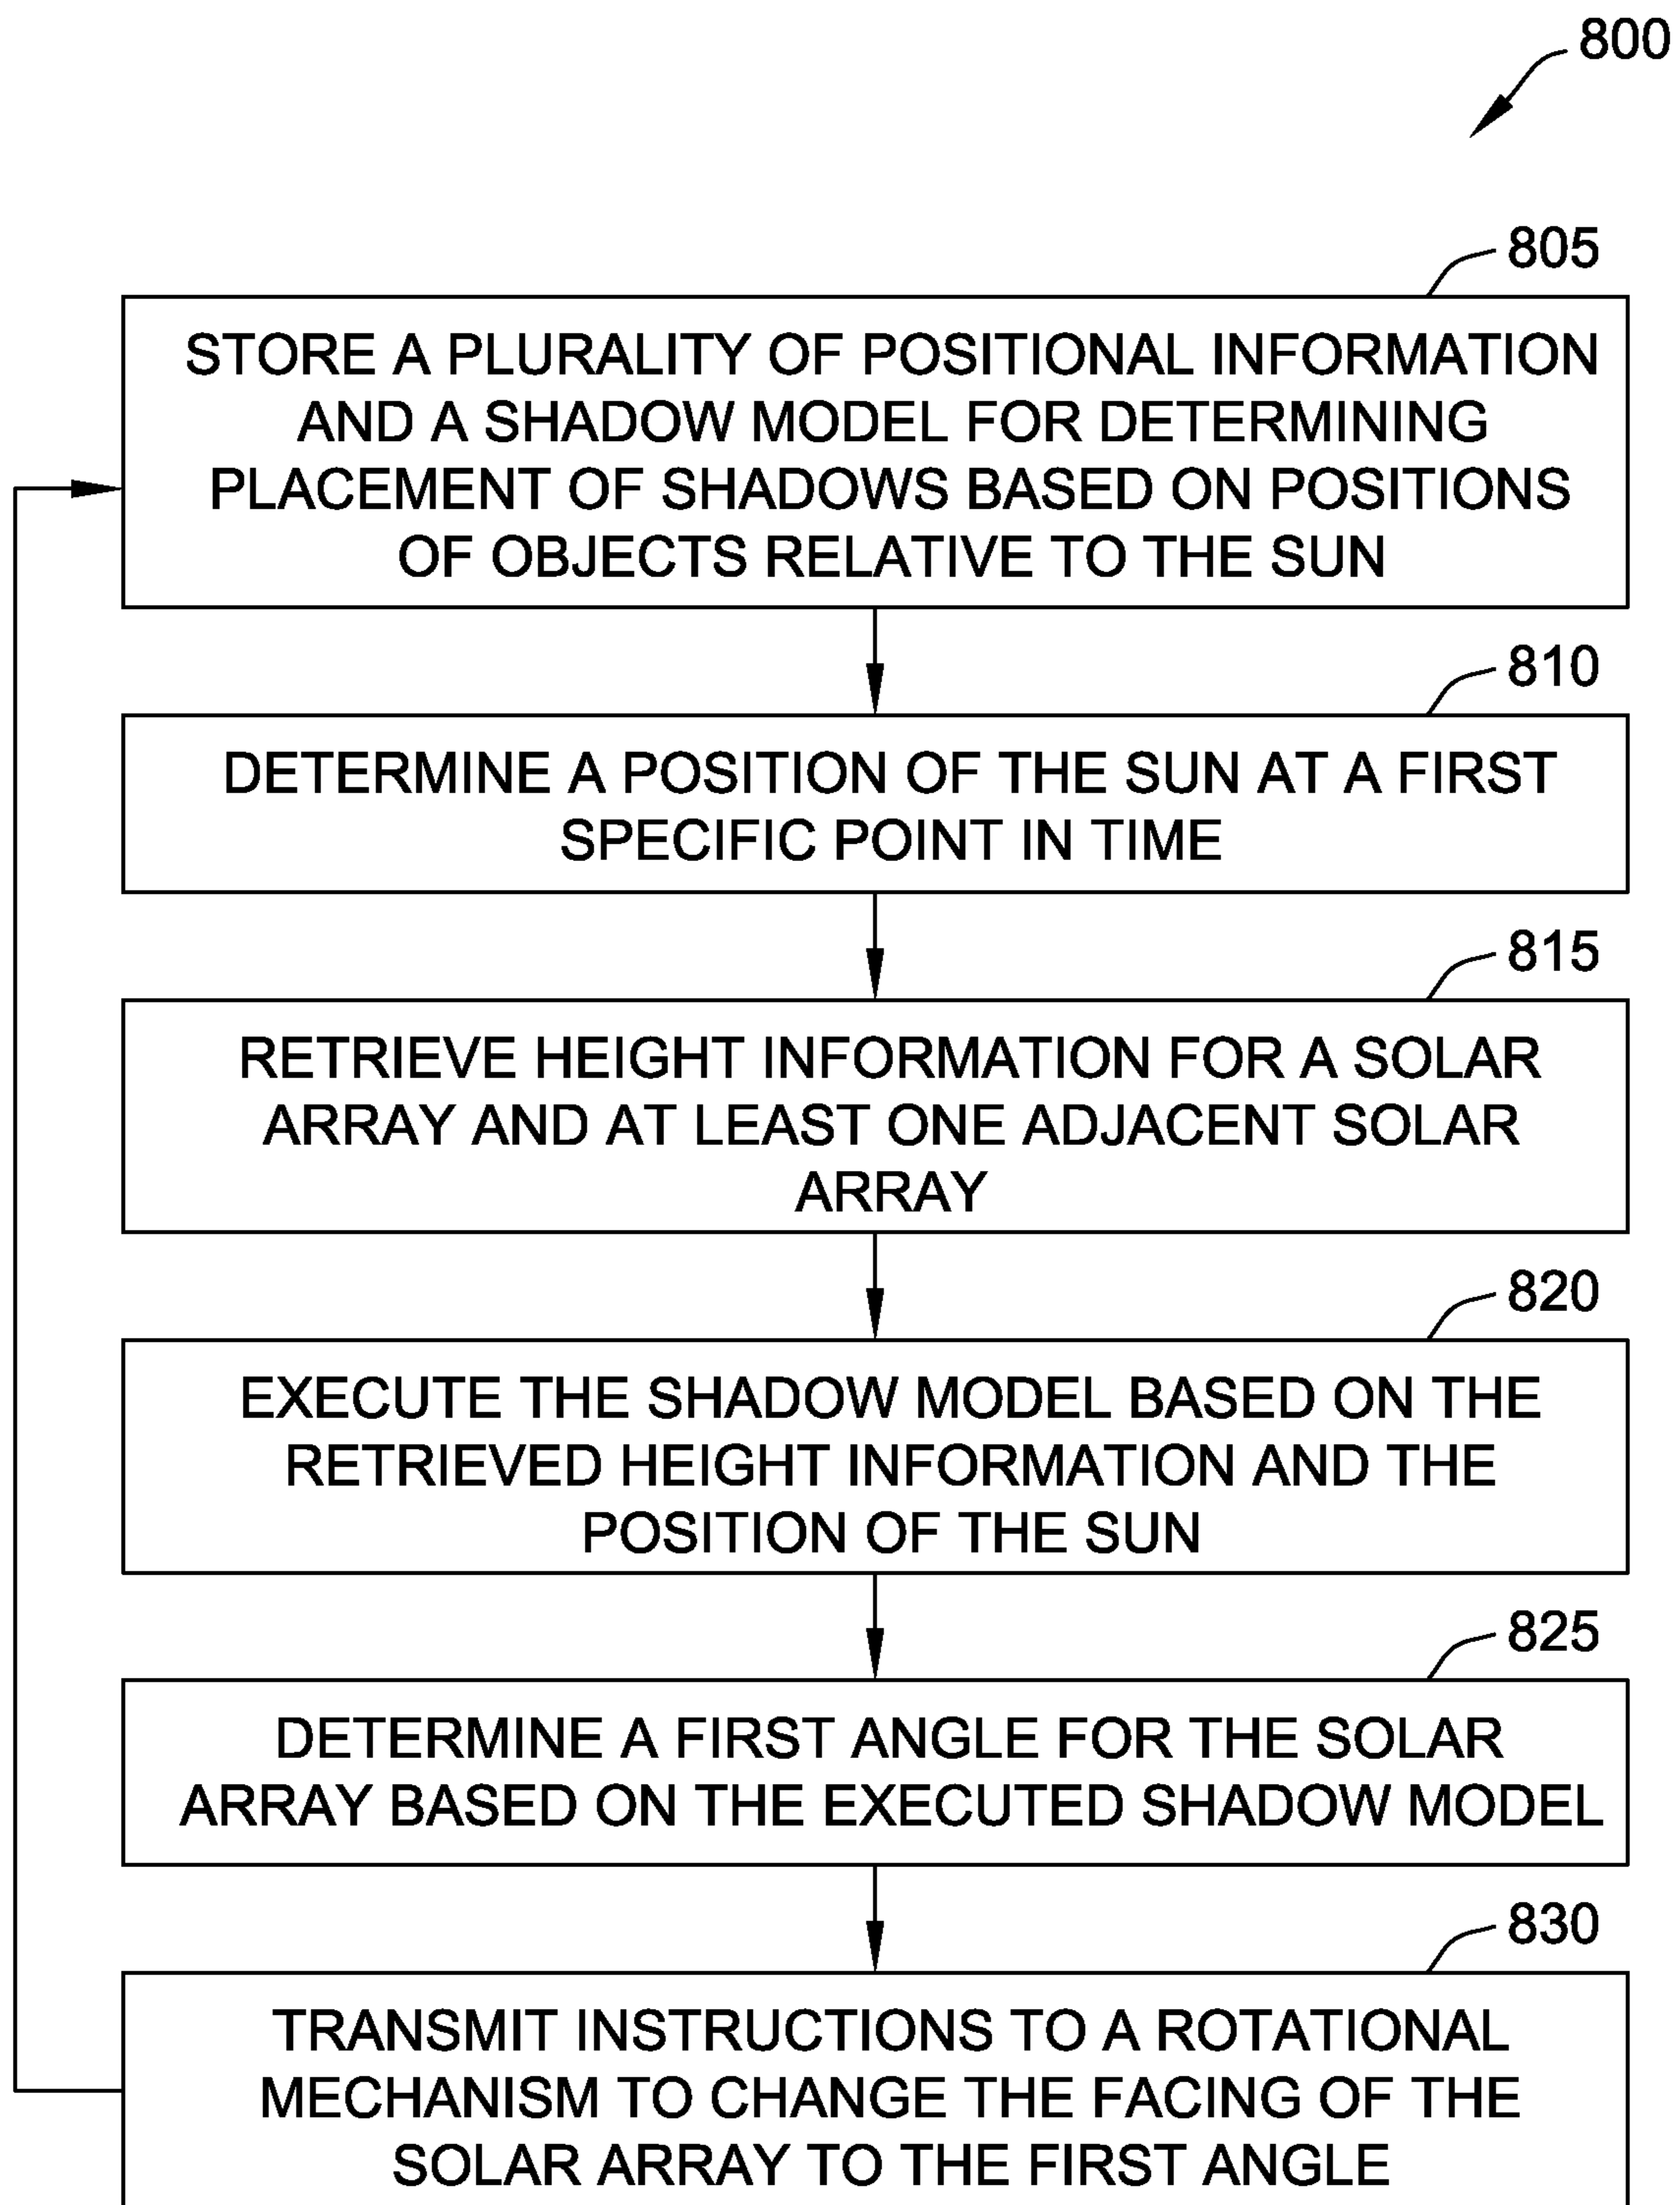 800
805
STORE A PLURALITY OF POSITIONAL INFORMATION
AND A SHADOW MODEL FOR DETERMINING
PLACEMENT OF SHADOWS BASED ON POSITIONS
OF OBJECTS RELATIVE TO THE SUN
810
DETERMINE A POSITION OF THE SUN AT A FIRST
SPECIFIC POINT IN TIME
815
RETRIEVE HEIGHT INFORMATION FOR A SOLAR
ARRAY AND AT LEAST ONE ADJACENT SOLAR
ARRAY
820
EXECUTE THE SHADOW MODEL BASED ON THE
RETRIEVED HEIGHT INFORMATION AND THE
POSITION OF THE SUN
825
DETERMINE A FIRST ANGLE FOR THE SOLAR
ARRAY BASED ON THE EXECUTED SHADOW MODEL
830
TRANSMIT INSTRUCTIONS TO A ROTATIONAL
MECHANISM TO CHANGE THE FACING OF THE
SOLAR ARRAY TO THE FIRST ANGLE